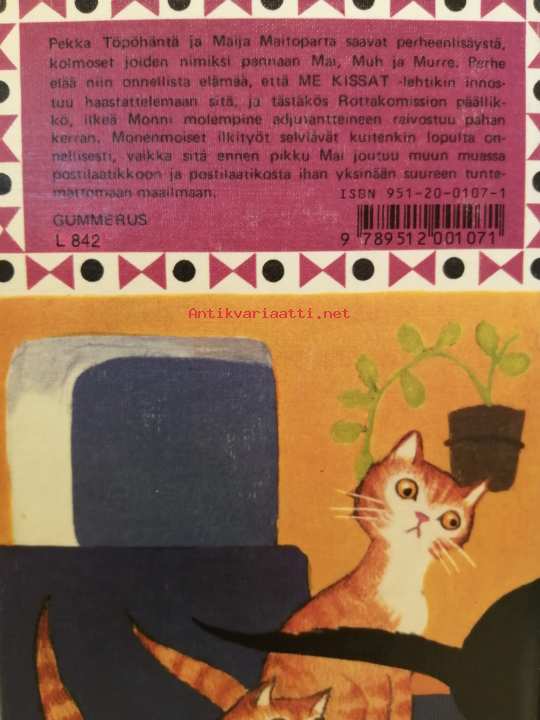 Pekka Töpöhäntä ja Maija Maitoparta saavat perheenlisäystä,
kolmoset joiden nimiksi pannaan Mai, Muh ja Murre. Perhe
elää niin onnellista elämää, että ME KISSAT -lehtikin innos-
tuu haastattelemaan sitä, ja tästäkös Rottakomission päällik-
kö, ilkeä Monni molempine adjunantteineen raivostuu pahan
kerran. Monenmoiset ilkityöt selviävät kuitenkin lopulta on-
nellisesti, vaikka sitä ennen pikku Mai joutuu muun muassa
postilaatikkoon ja postilaatikosta ihan yksinään suureen tunte-
mattomaan maailmaan.
ISBN 951-20-0107-1
GUMMERUS
L 842
9 789512 001071
Antikvariaatti.net